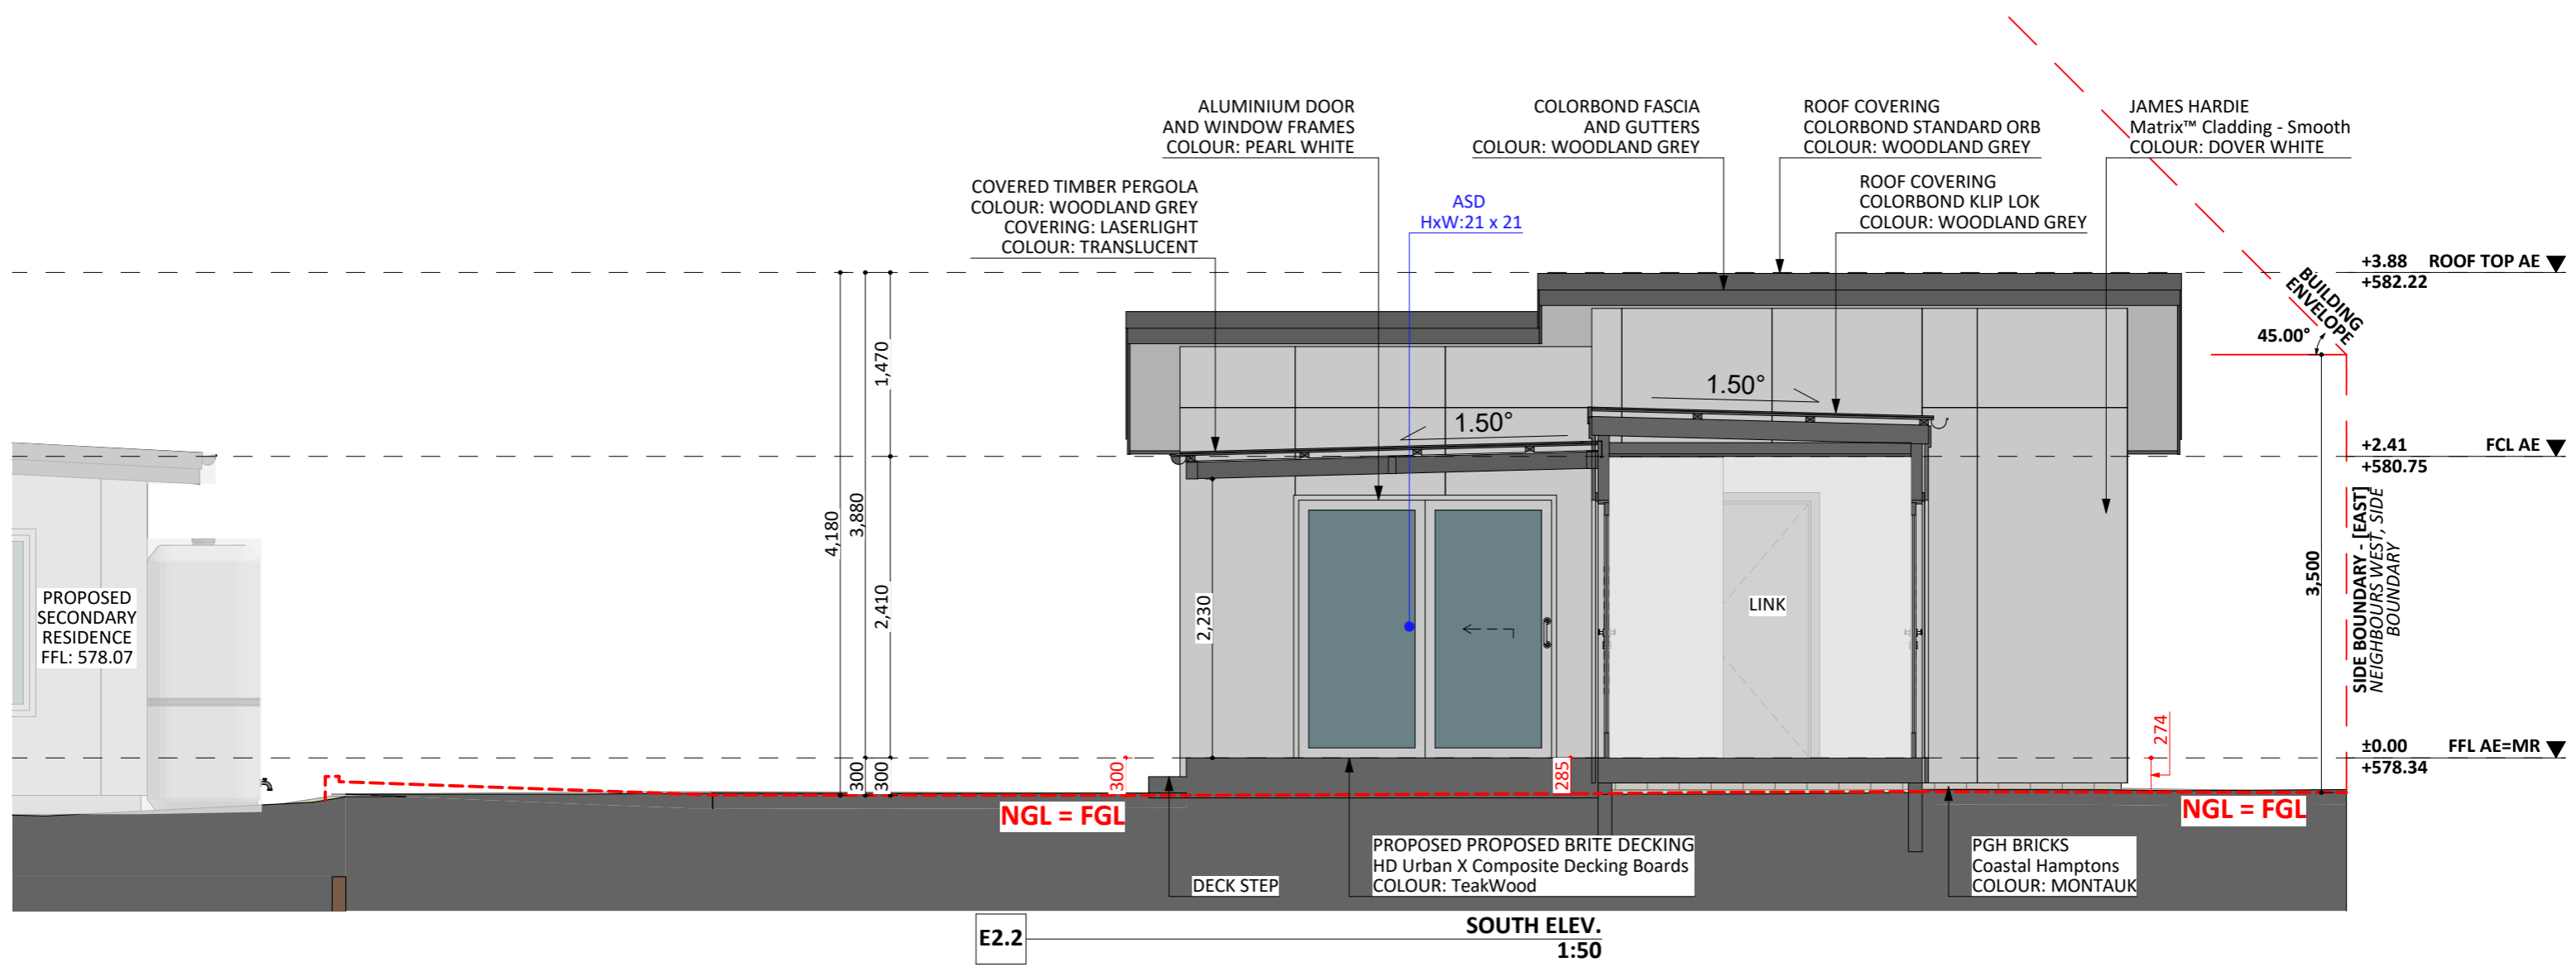 ALUMINIUM DOOR
AND WINDOW FRAMES
COLOUR: PEARL WHITE
COLORBOND FASCIA
AND GUTTERS
COLOUR: WOODLAND GREY
ROOF COVERING
COLORBOND STANDARD ORB
COLOUR: WOODLAND GREY
JAMES HARDIE
Matrix™ Cladding - Smooth
COLOUR: DOVER WHITE
COVERED TIMBER PERGOLA
COLOUR: WOODLAND GREY
COVERING: LASERLIGHT
COLOUR: TRANSLUCENT
ASD
HxW:21 x 21
ROOF COVERING
COLORBOND KLIP LOK
COLOUR: WOODLAND GREY
+3.88 ROOF TOP AE
+582.22
BUILDING
ENVELOPE
45.00°
1,470
1.50°
1.50°
+2.41 FCL AE
+580.75
4,180
3,880
2,410
2,230
3,500
SIDE BOUNDARY - [EAST]
NEIGHBOURS WEST, SIDE
BOUNDARY
PROPOSED
SECONDARY
RESIDENCE
FFL: 578.07
LINK
274
±0.00 FFL AE=MR
+578.34
300
300
300
285
NGL = FGL
NGL = FGL
DECK STEP
PROPOSED PROPOSED BRITE DECKING
HD Urban X Composite Decking Boards
COLOUR: TeakWood
PGH BRICKS
Coastal Hamptons
COLOUR: MONTAUK
E2.2
SOUTH ELEV.
1:50